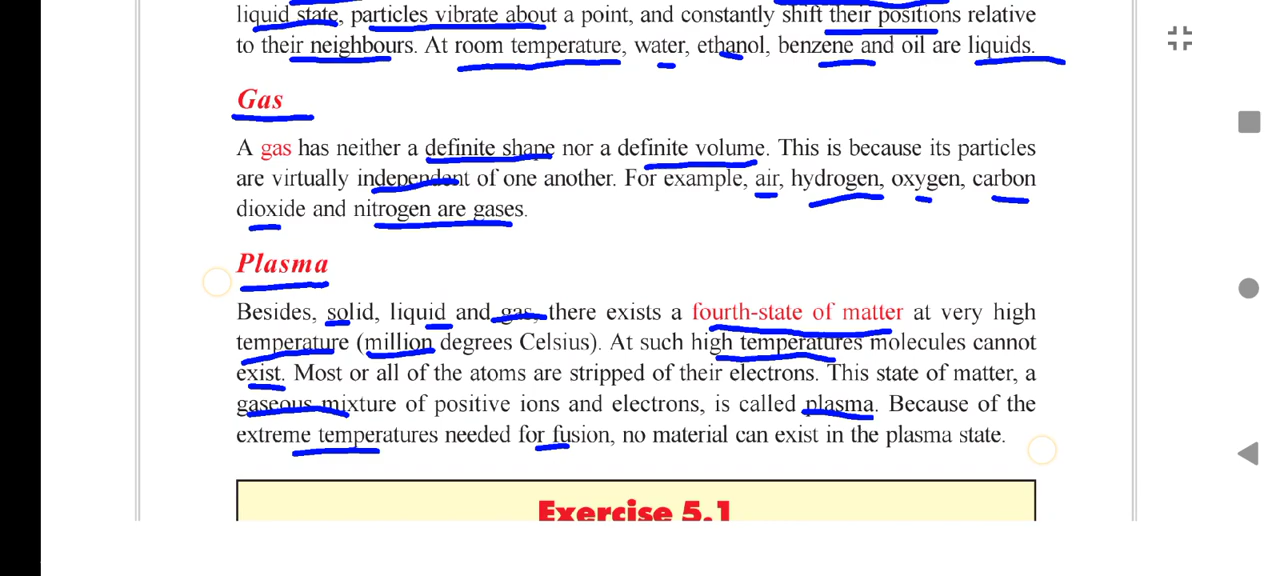 liquid state, particles vibrate about a point, and constantly shift their positions relative
to their neighbours. At room temperature, water, ethanol, benzene and oil are liquids.
Gas
A gas has neither a definite shape nor a definite volume. This is because its particles
are virtually independent of one another. For example, air, hydrogen, oxygen, carbon
dioxide and nitrogen are gases.
Plasma
Besides, solid, liquid and gas, there exists a fourth-state of matter at very high
temperature (million degrees Celsius). At such high temperatures molecules cannot
exist. Most or all of the atoms are stripped of their electrons. This state of matter, a
gaseous mixture of positive ions and electrons, is called plasma. Because of the
extreme temperatures needed for fusion, no material can exist in the plasma state.
Exercise 5.1